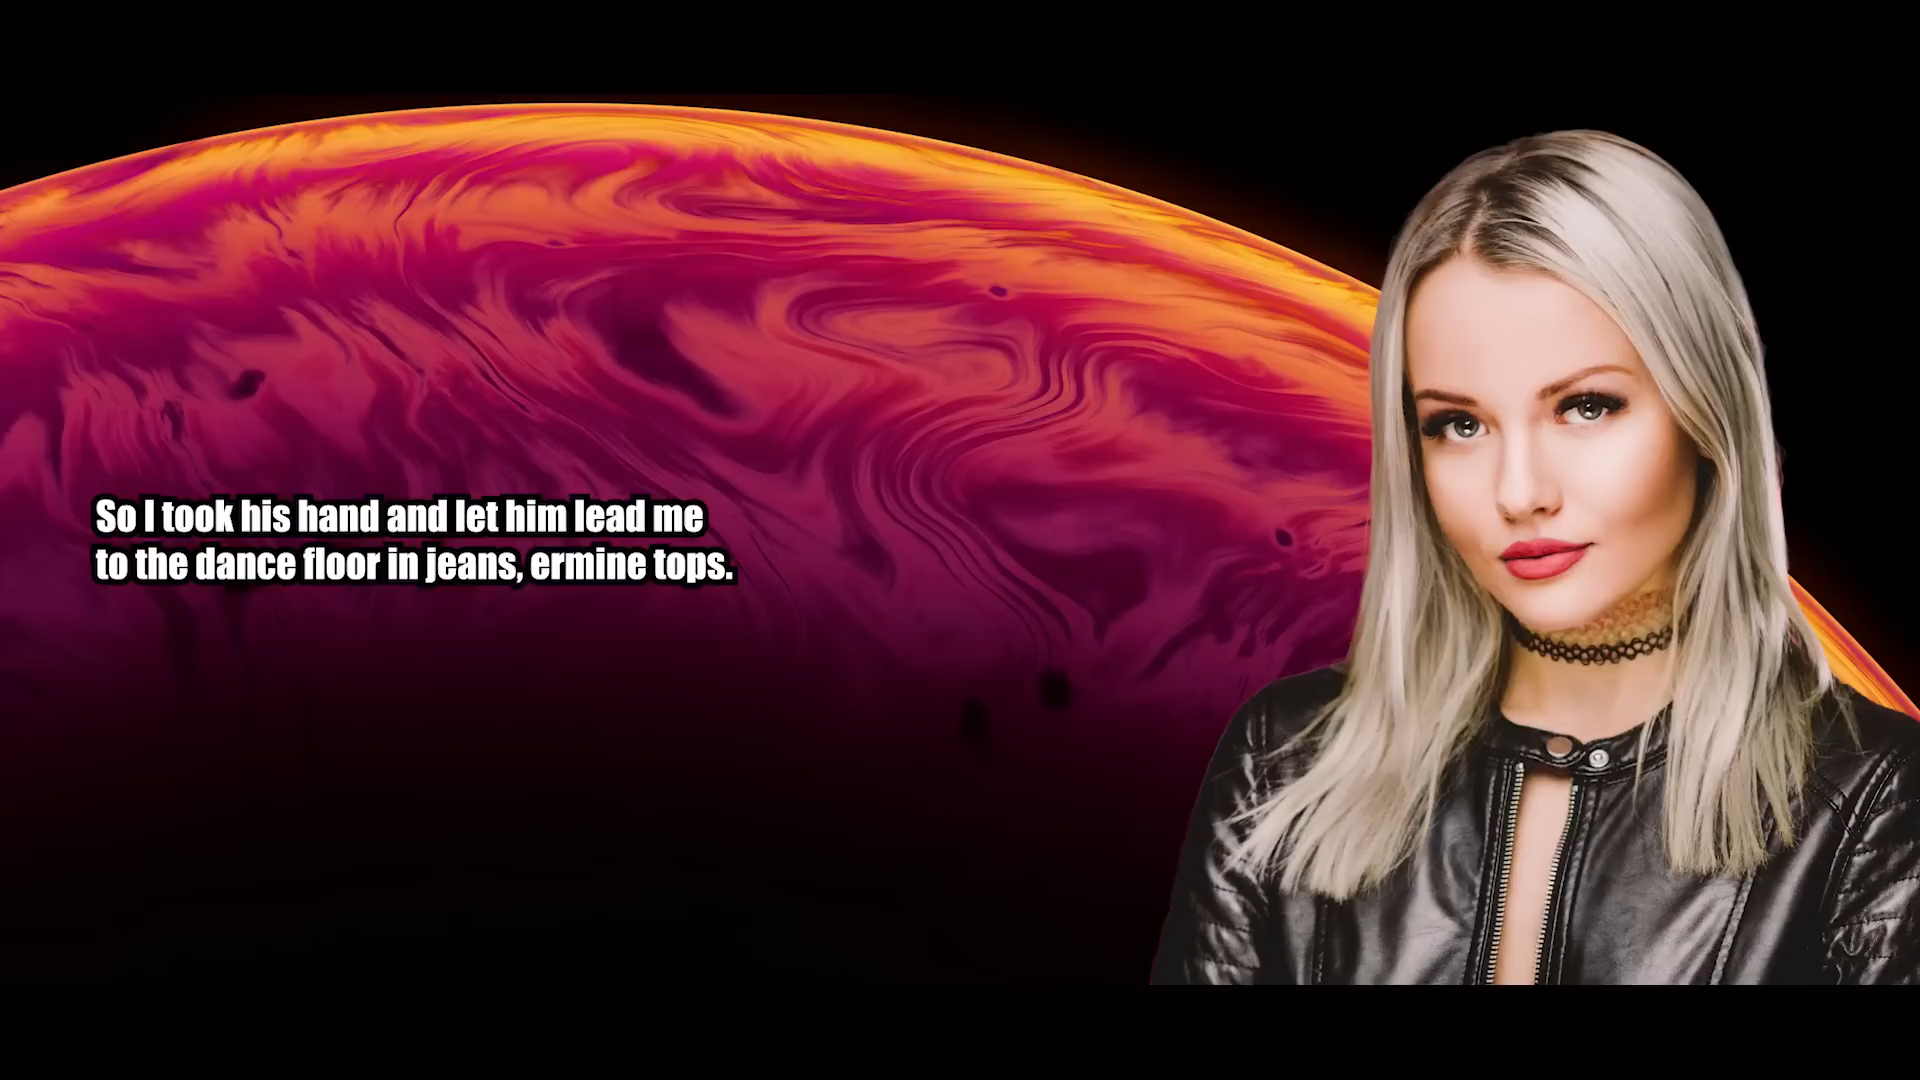 So I took his hand and let him lead me
to the dance floor in jeans, ermine tops.